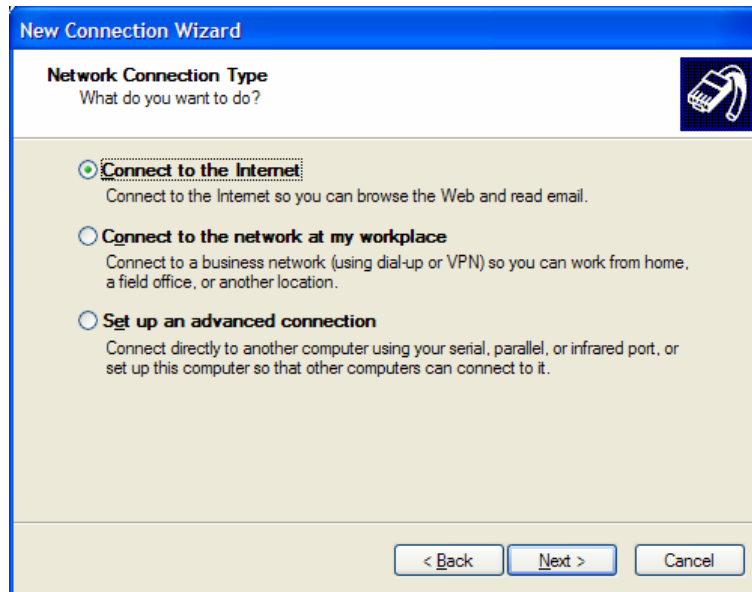 New Connection Wizard
Network Connection Type
What do you want to do?
Connect to the Internet
Connect to the Internet so you can browse the Web and read email.
Connect to the network at my workplace
Connect to a business network (using dial-up or VPN) so you can work from home,
a field office, or another location.
Set up an advanced connection
Connect directly to another computer using your serial, parallel, or infrared port, or
set up this computer so that other computers can connect to it.
< Back Next > Cancel